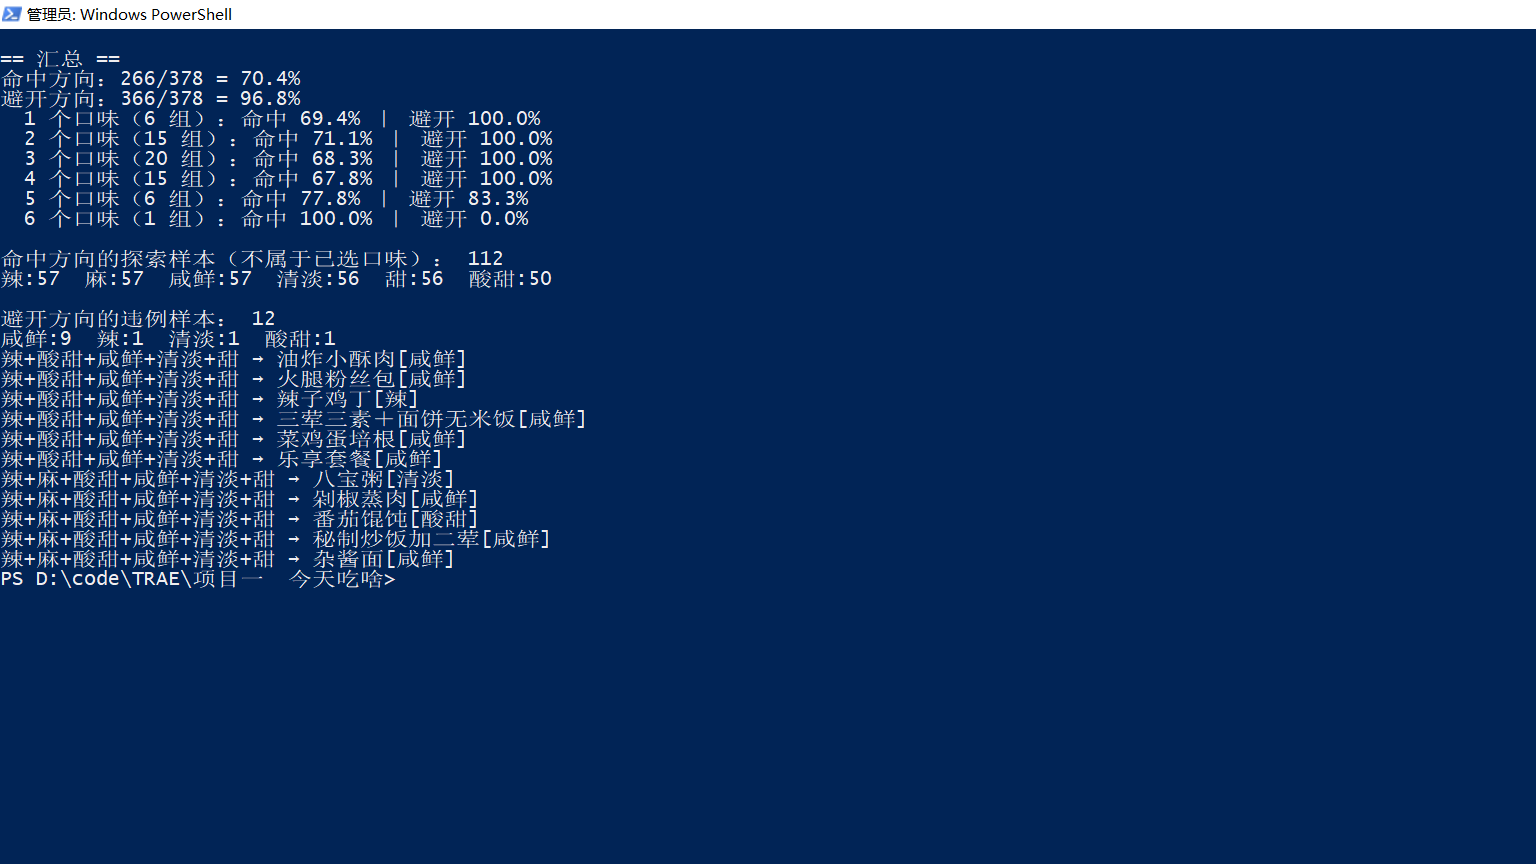 管理员: Windows PowerShell
== 汇总 ==
命中方向：266/378 = 70.4%
避开方向：366/378 = 96.8%
1 个口味（6 组）：命中 69.4% | 避开 100.0%
2 个口味（15 组）：命中 71.1% | 避开 100.0%
3 个口味（20 组）：命中 68.3% | 避开 100.0%
4 个口味（15 组）：命中 67.8% | 避开 100.0%
5 个口味（6 组）：命中 77.8% | 避开 83.3%
6 个口味（1 组）：命中 100.0% | 避开 0.0%
命中方向的探索样本（不属于已选口味）： 112
辣:57 麻:57 咸鲜:57 清淡:56 甜:56 酸甜:50
避开方向的违例样本： 12
咸鲜:9 辣:1 清淡:1 酸甜:1
辣+酸甜+咸鲜+清淡+甜 → 油炸小酥肉[咸鲜]
辣+酸甜+咸鲜+清淡+甜 → 火腿粉丝包[咸鲜]
辣+酸甜+咸鲜+清淡+甜 → 辣子鸡丁[辣]
辣+酸甜+咸鲜+清淡+甜 → 三荤三素＋面饼无米饭[咸鲜]
辣+酸甜+咸鲜+清淡+甜 → 菜鸡蛋培根[咸鲜]
辣+酸甜+咸鲜+清淡+甜 → 乐享套餐[咸鲜]
辣+麻+酸甜+咸鲜+清淡+甜 → 八宝粥[清淡]
辣+麻+酸甜+咸鲜+清淡+甜 → 剁椒蒸肉[咸鲜]
辣+麻+酸甜+咸鲜+清淡+甜 → 番茄馄饨[酸甜]
辣+麻+酸甜+咸鲜+清淡+甜 → 秘制炒饭加二荤[咸鲜]
辣+麻+酸甜+咸鲜+清淡+甜 → 杂酱面[咸鲜]
PS D:\code\TRAE\项目一 今天吃啥>